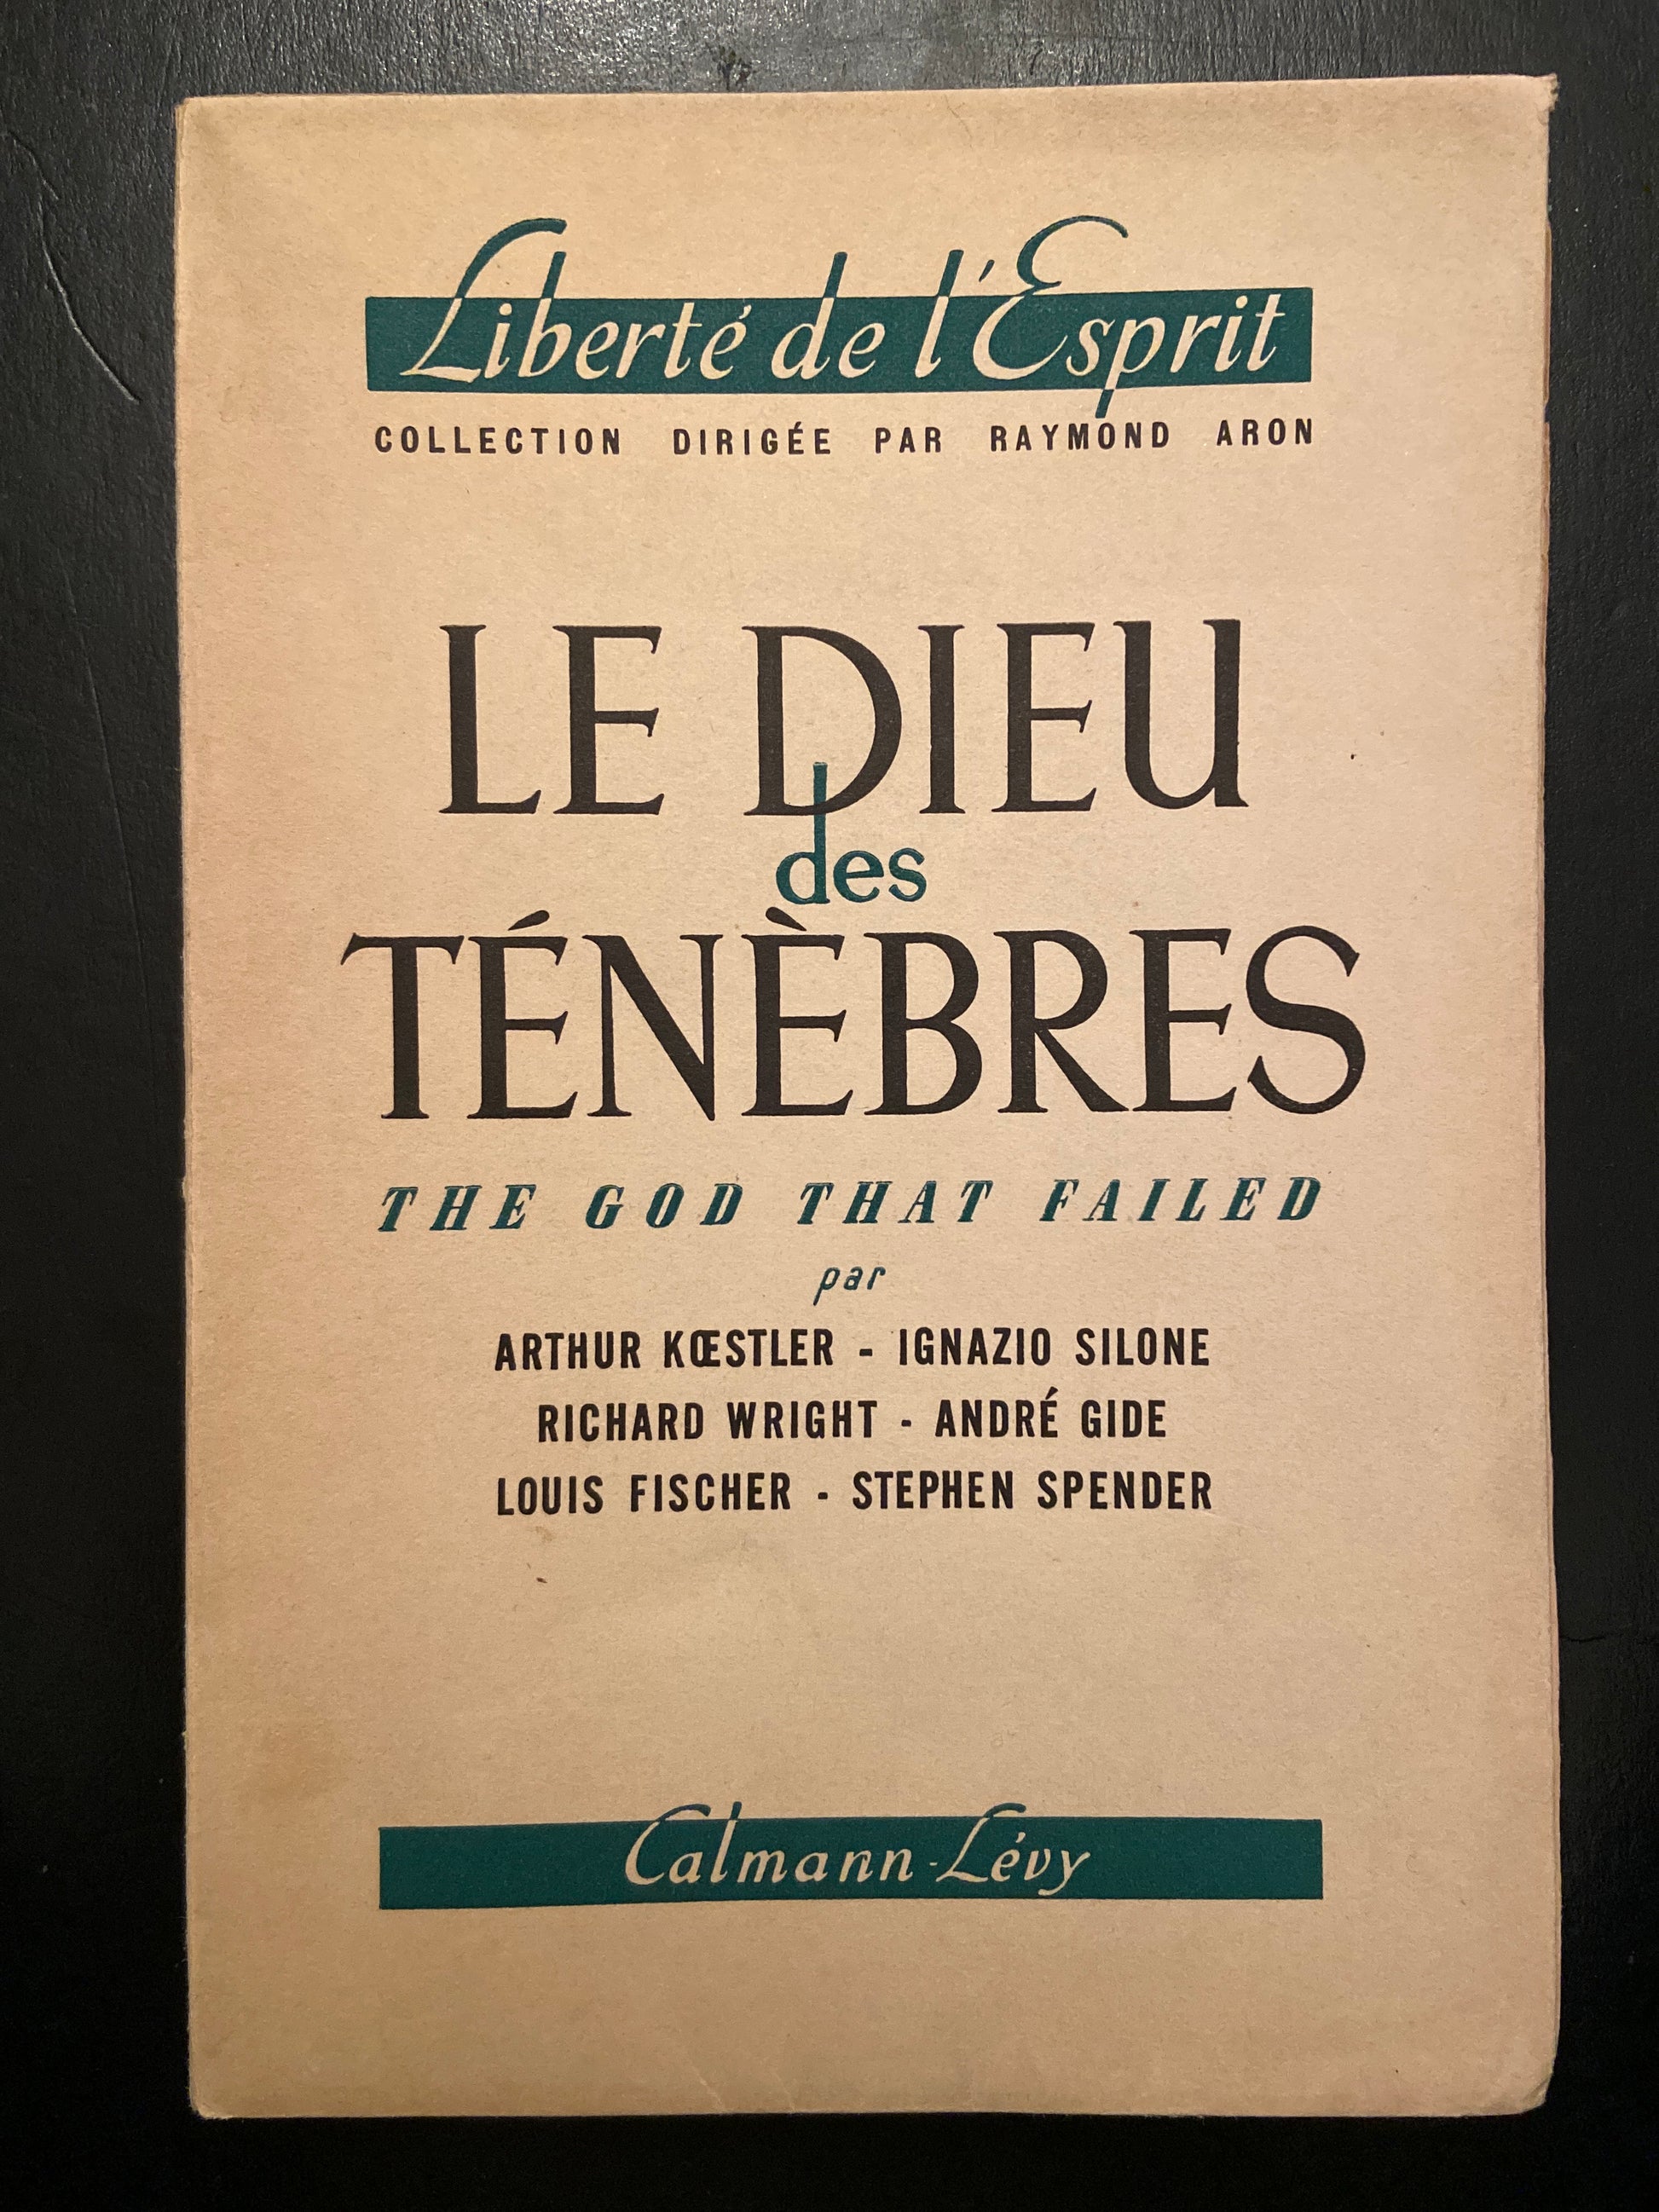 Liberté de l'Esprit
COLLECTION DIRIGÉE PAR RAYMOND ARON
LE DIEU
des
TÉNÈBRES
THE GOD THAT FAILED
par
ARTHUR KŒSTLER - IGNAZIO SILONE
RICHARD WRIGHT - ANDRÉ GIDE
LOUIS FISCHER - STEPHEN SPENDER
Calmann-Lévy